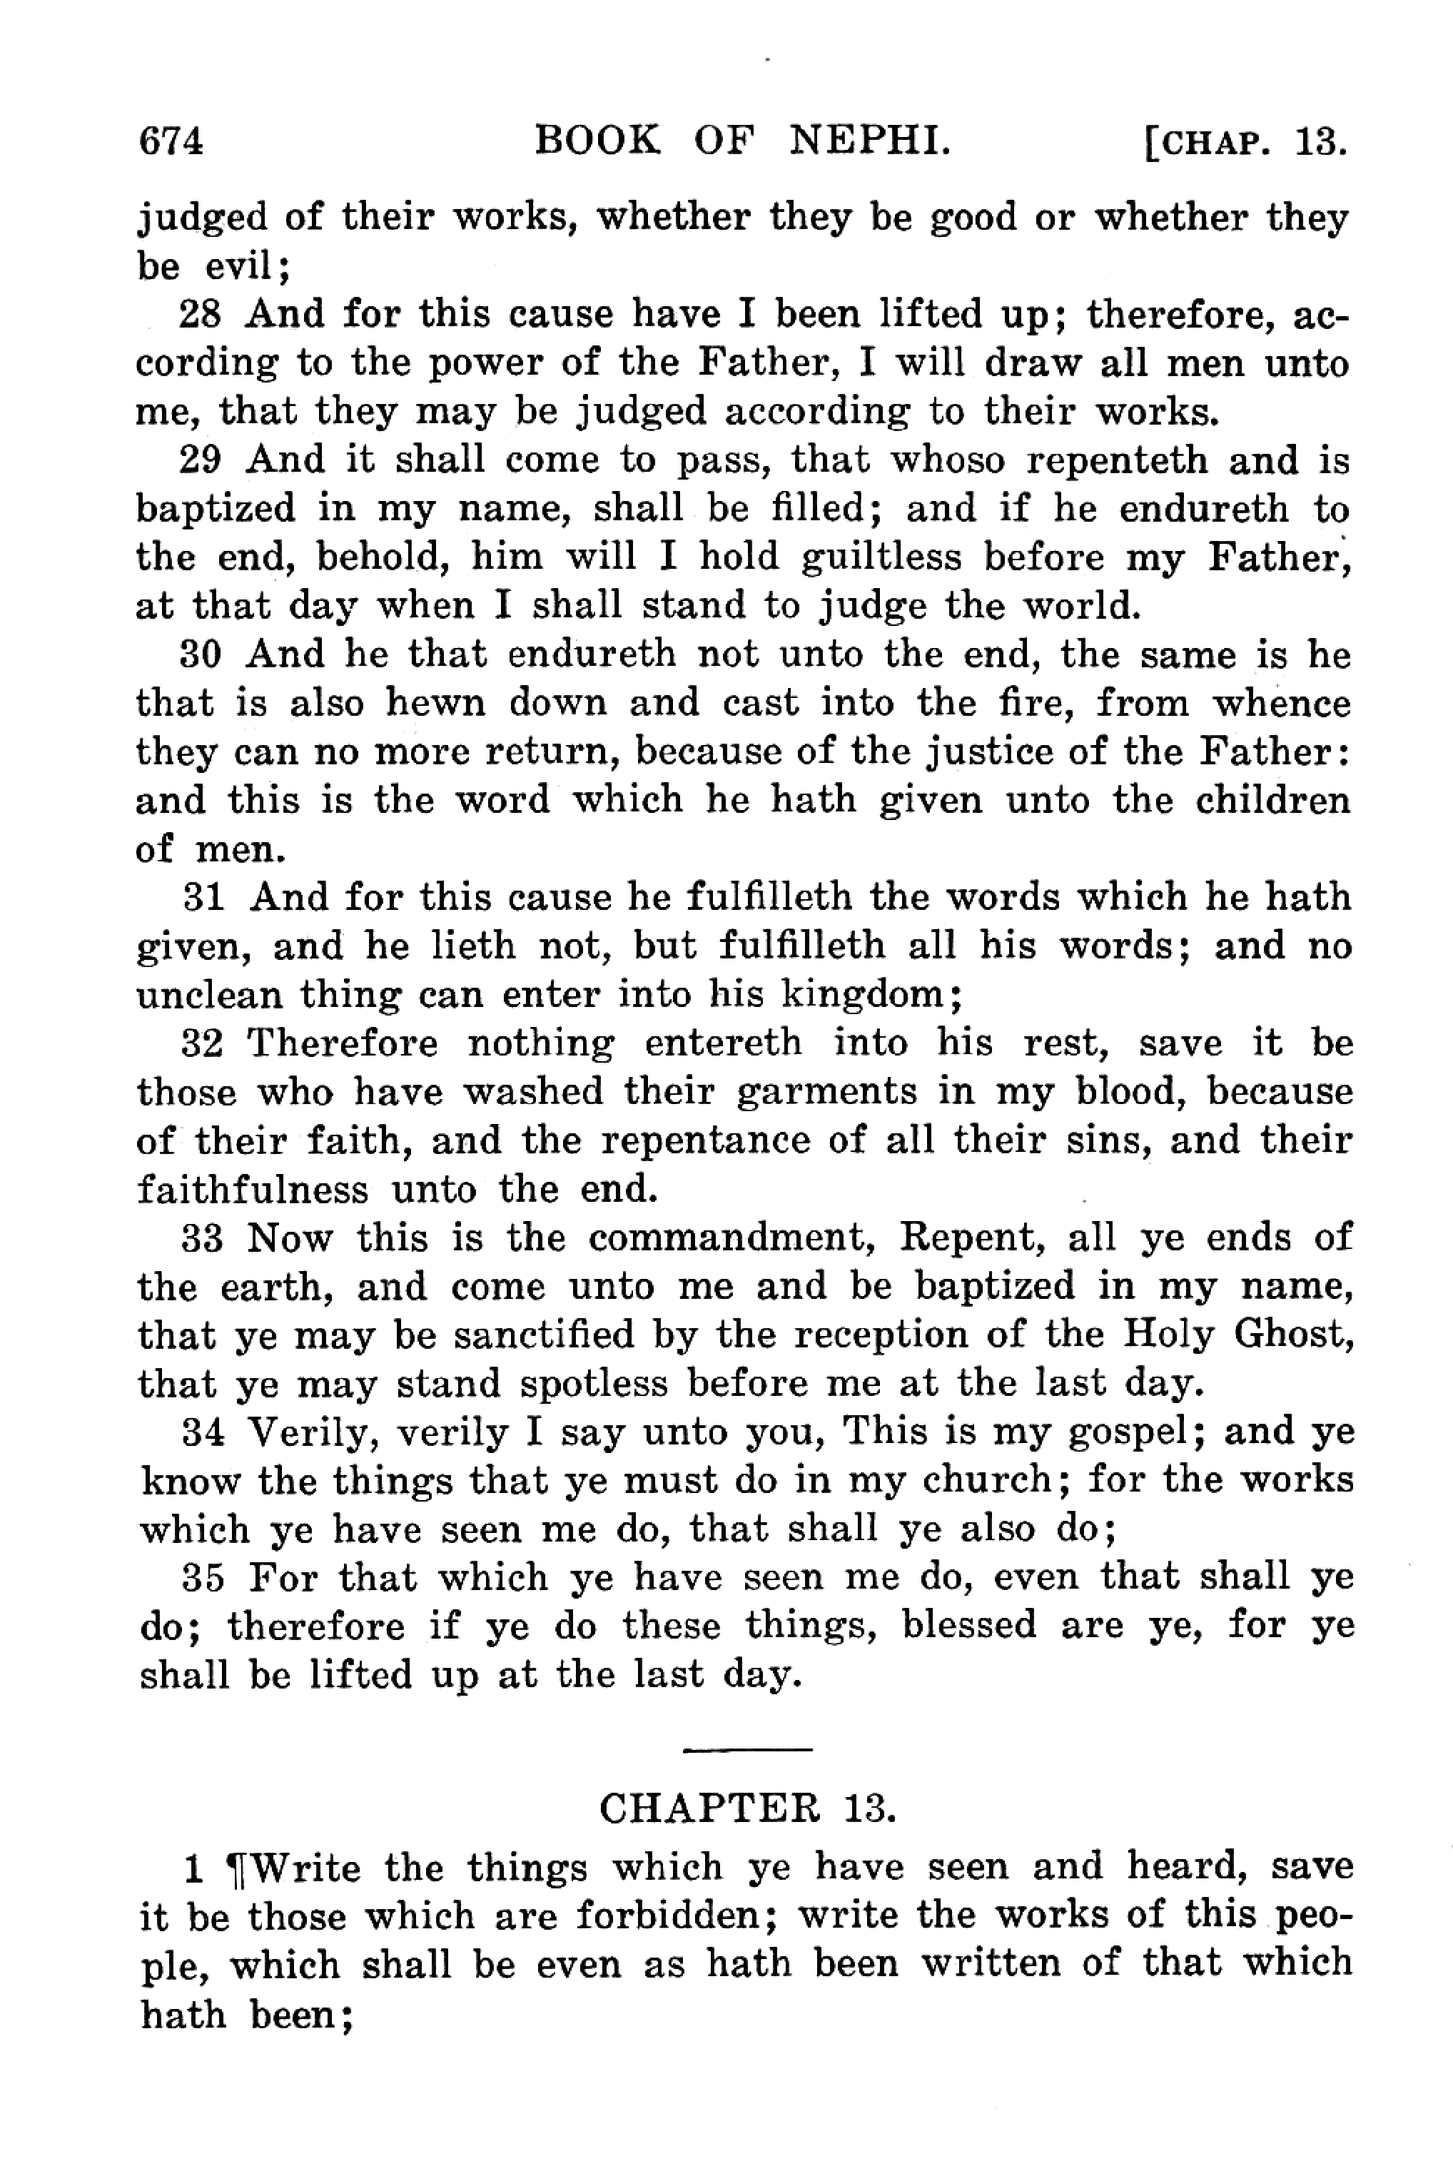 674 BOOK OF NEPHI. [CHAP. 13.
judged of their works, whether they be good or whether they
be evil;
28 And for this cause have I been lifted up; therefore, ac-
cording to the power of the Father, I will draw all men unto
me, that they may be judged according to their works.
29 And it shall come to pass, that whoso repenteth and is
baptized in my name, shall be filled; and if he endureth to
the end, behold, him will I hold guiltless before my Father,
at that day when I shall stand to judge the world.
30 And he that endureth not unto the end, the same is he
that is also hewn down and cast into the fire, from whence
they can no more return, because of the justice of the Father:
and this is the word which he hath given unto the children
of men.
31 And for this cause he fulfilleth the words which he hath
given, and he lieth not, but fulfilleth all his words; and no
unclean thing can enter into his kingdom;
32 Therefore nothing entereth into his rest, save it be
those who have washed their garments in my blood, because
of their faith, and the repentance of all their sins, and their
faithfulness unto the end.
33 Now this is the commandment, Repent, all ye ends of
the earth, and come unto me and be baptized in my name,
that ye may be sanctified by the reception of the Holy Ghost,
that ye may stand spotless before me at the last day.
34 Verily, verily I say unto you, This is my gospel; and ye
know the things that ye must do in my church; for the works
which ye have seen me do, that shall ye also do;
35 For that which ye have seen me do, even that shall ye
do; therefore if ye do these things, blessed are ye, for ye
shall be lifted up at the last day.
CHAPTER 13.
1 ¶Write the things which ye have seen and heard, save
it be those which are forbidden; write the works of this peo-
ple, which shall be even as hath been written of that which
hath been;